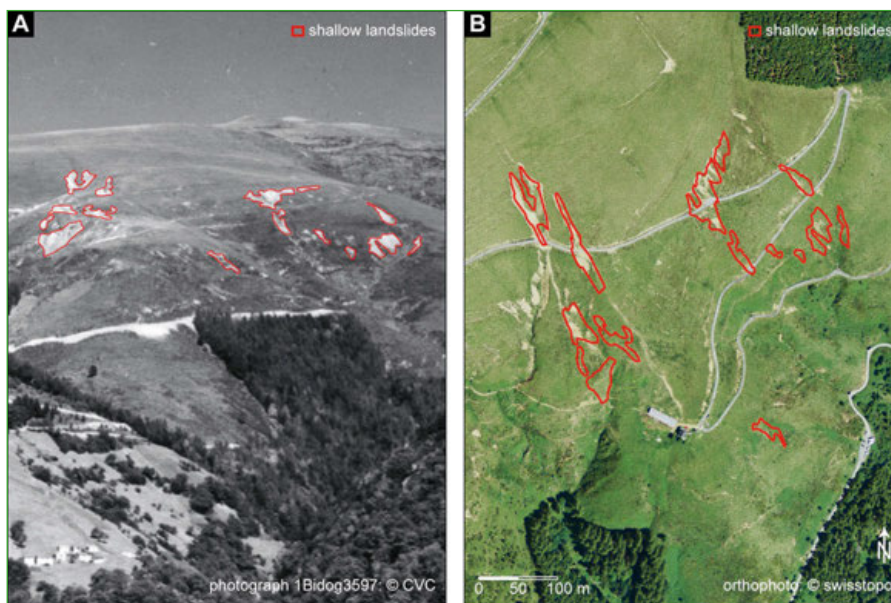 A
shallow landslides
photograph 1Bidog3597: © CVC
B
shallow landslides
0 50 100 m
N
orthophoto: © swisstopo